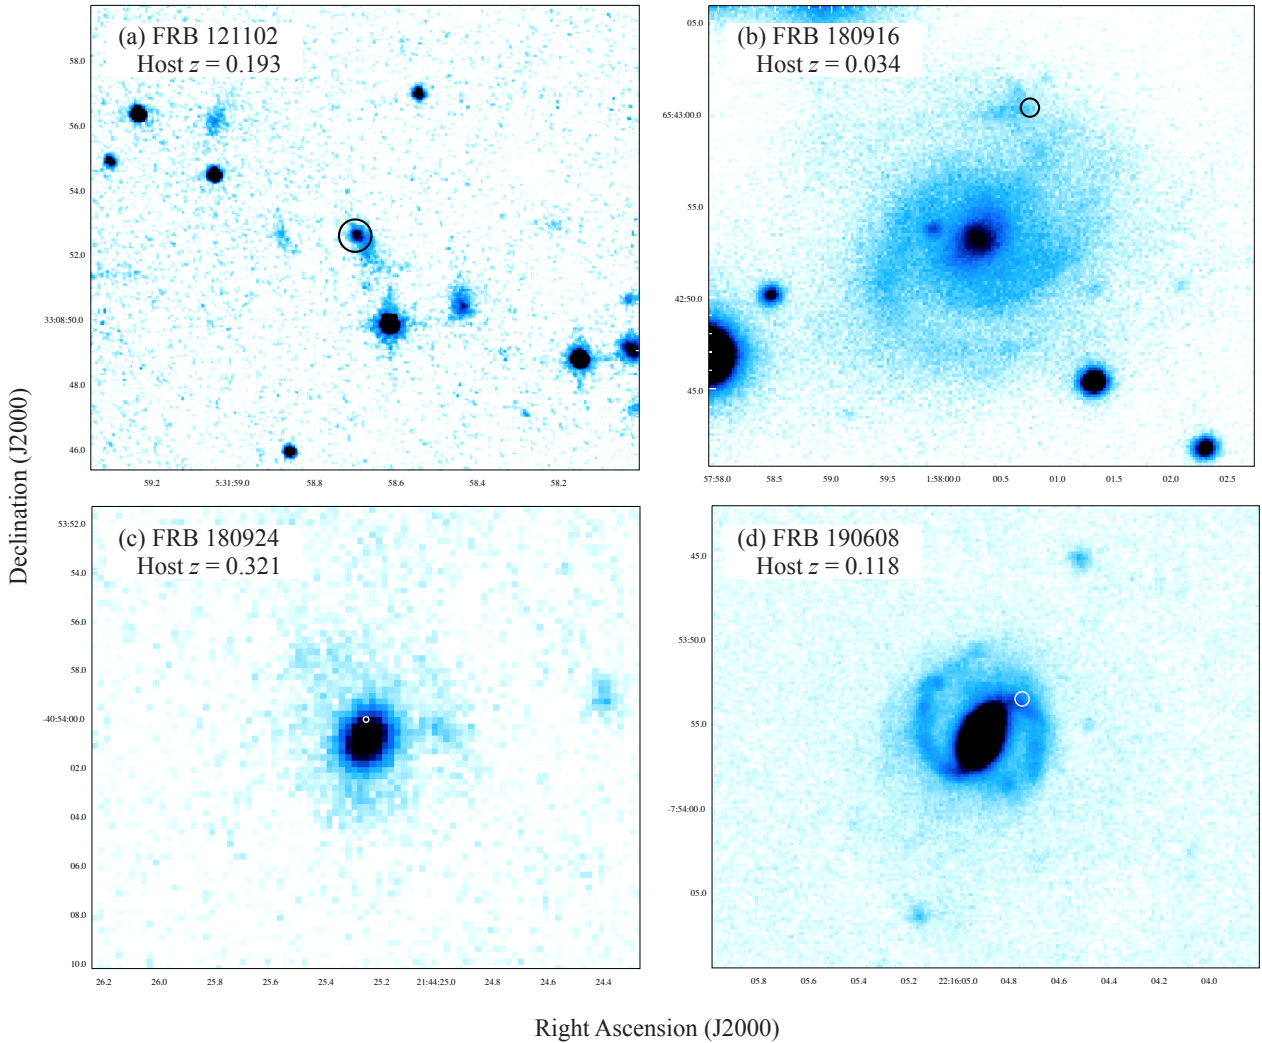 (a) FRB 121102
Host z = 0.193
58.0
56.0
54.0
52.0
33:08:50.0
48.0
46.0
59.2 5:31:59.0 58.8 58.6 58.4 58.2
(b) FRB 180916
Host z = 0.034
05.0
65:43:00.0
55.0
42:50.0
45.0
57:58.0 58.5 59.0 59.5 1:58:00.0 00.5 01.0 01.5 02.0 02.5
(c) FRB 180924
Host z = 0.321
53:52.0
54.0
56.0
58.0
-40:54:00.0
02.0
04.0
06.0
08.0
10.0
26.2 26.0 25.8 25.6 25.4 25.2 21:44:25.0 24.8 24.6 24.4
(d) FRB 190608
Host z = 0.118
45.0
53:50.0
55.0
-7:54:00.0
05.0
05.8 05.6 05.4 05.2 22:16:05.0 04.8 04.6 04.4 04.2 04.0
Declination (J2000)
Right Ascension (J2000)